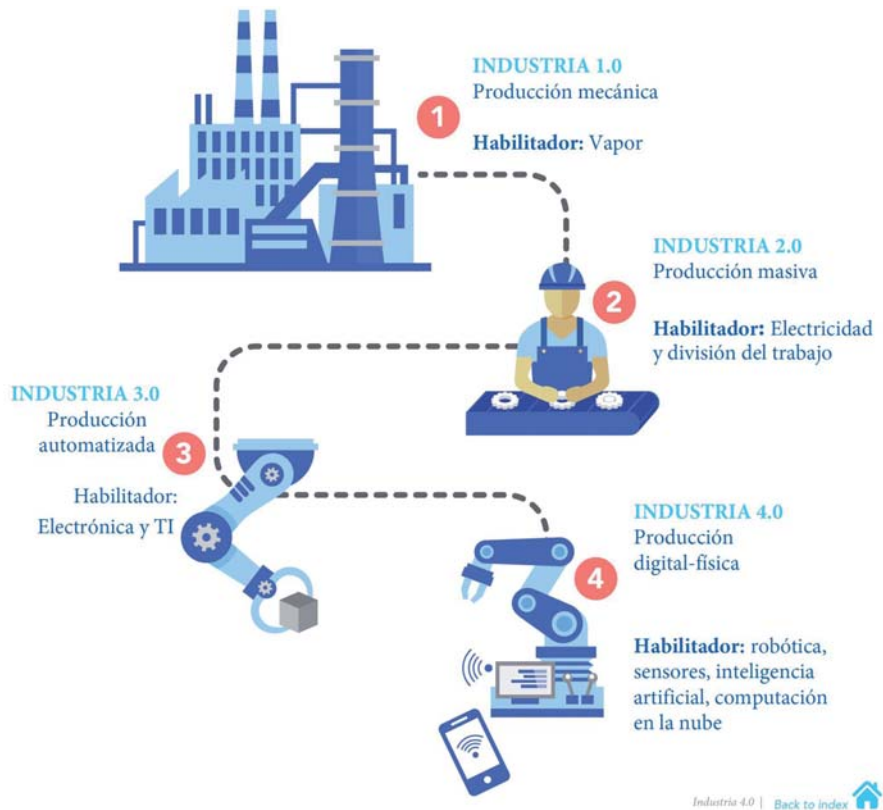 INDUSTRIA 1.0
Producción mecánica
1
Habilitador: Vapor
INDUSTRIA 2.0
Producción masiva
2
Habilitador: Electricidad
y división del trabajo
INDUSTRIA 3.0
Producción
automatizada
3
Habilitador:
Electrónica y TI
INDUSTRIA 4.0
Producción
digital-física
4
Habilitador: robótica,
sensores, inteligencia
artificial, computación
en la nube
Industria 4.0 | Back to index